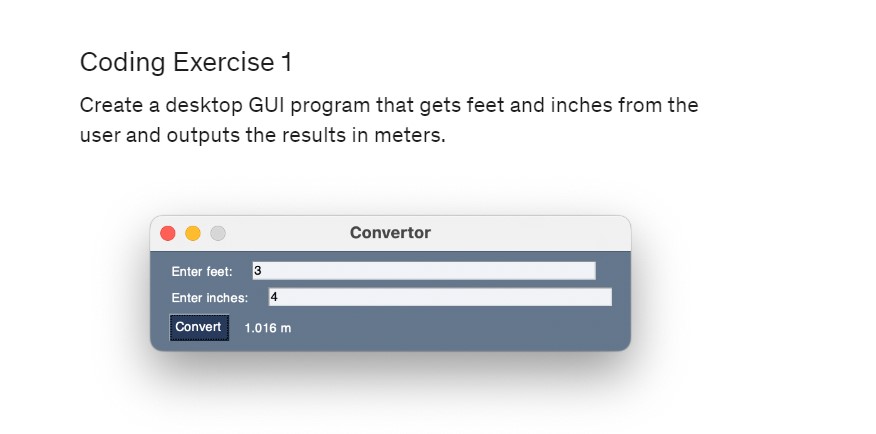 Coding Exercise 1
Create a desktop GUI program that gets feet and inches from the
user and outputs the results in meters.
Convertor
Enter feet: 3
Enter inches: 4
Convert 1.016 m